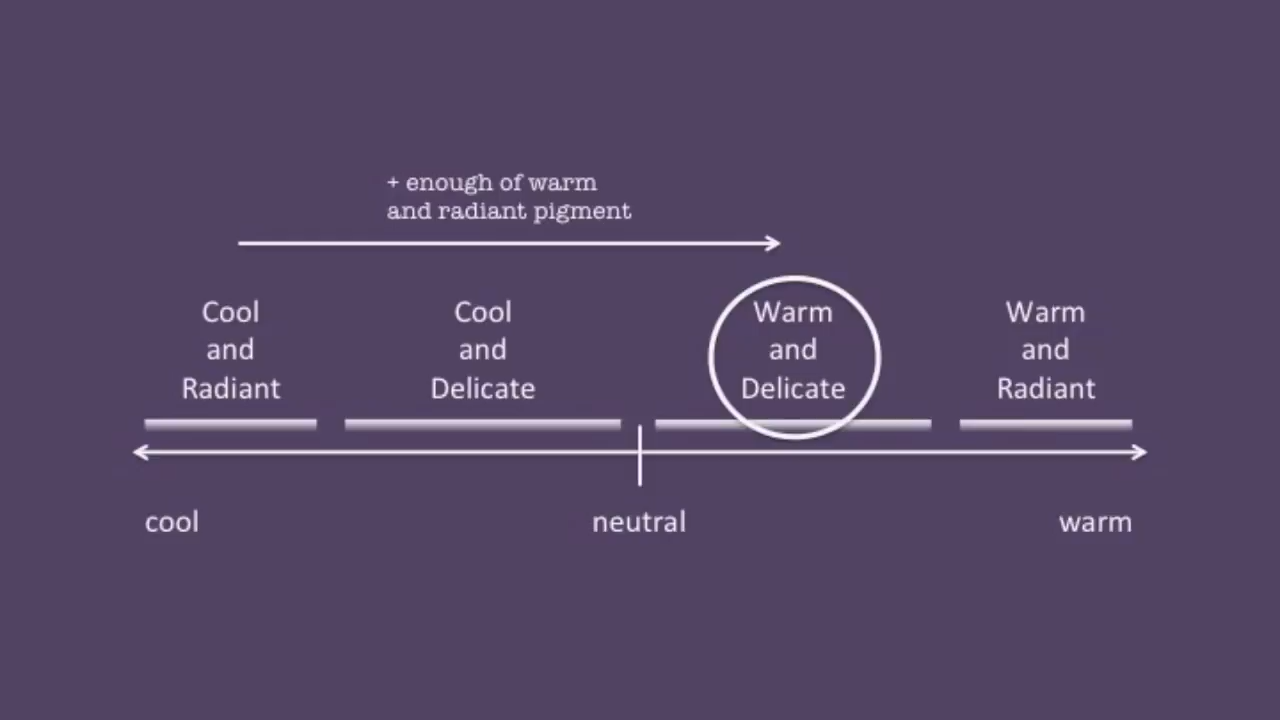 + enough of warm
and radiant pigment
Cool
and
Radiant
Cool
and
Delicate
Warm
and
Delicate
Warm
and
Radiant
cool
neutral
warm